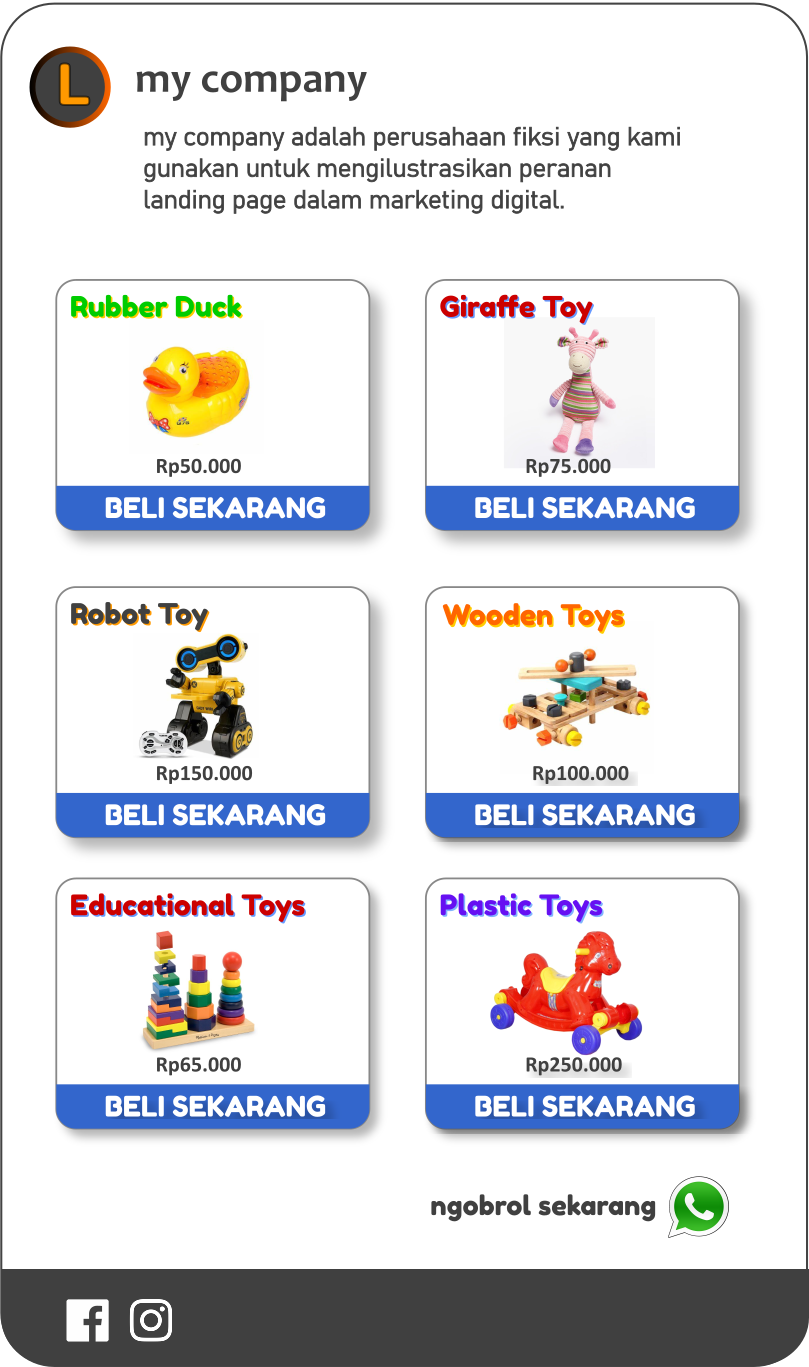 L
my company
my company adalah perusahaan fiksi yang kami
gunakan untuk mengilustrasikan peranan
landing page dalam marketing digital.
Rubber Duck
Rp50.000
BELI SEKARANG
Giraffe Toy
Rp75.000
BELI SEKARANG
Robot Toy
Rp150.000
BELI SEKARANG
Wooden Toys
Rp100.000
BELI SEKARANG
Educational Toys
Rp65.000
BELI SEKARANG
Plastic Toys
Rp250.000
BELI SEKARANG
ngobrol sekarang